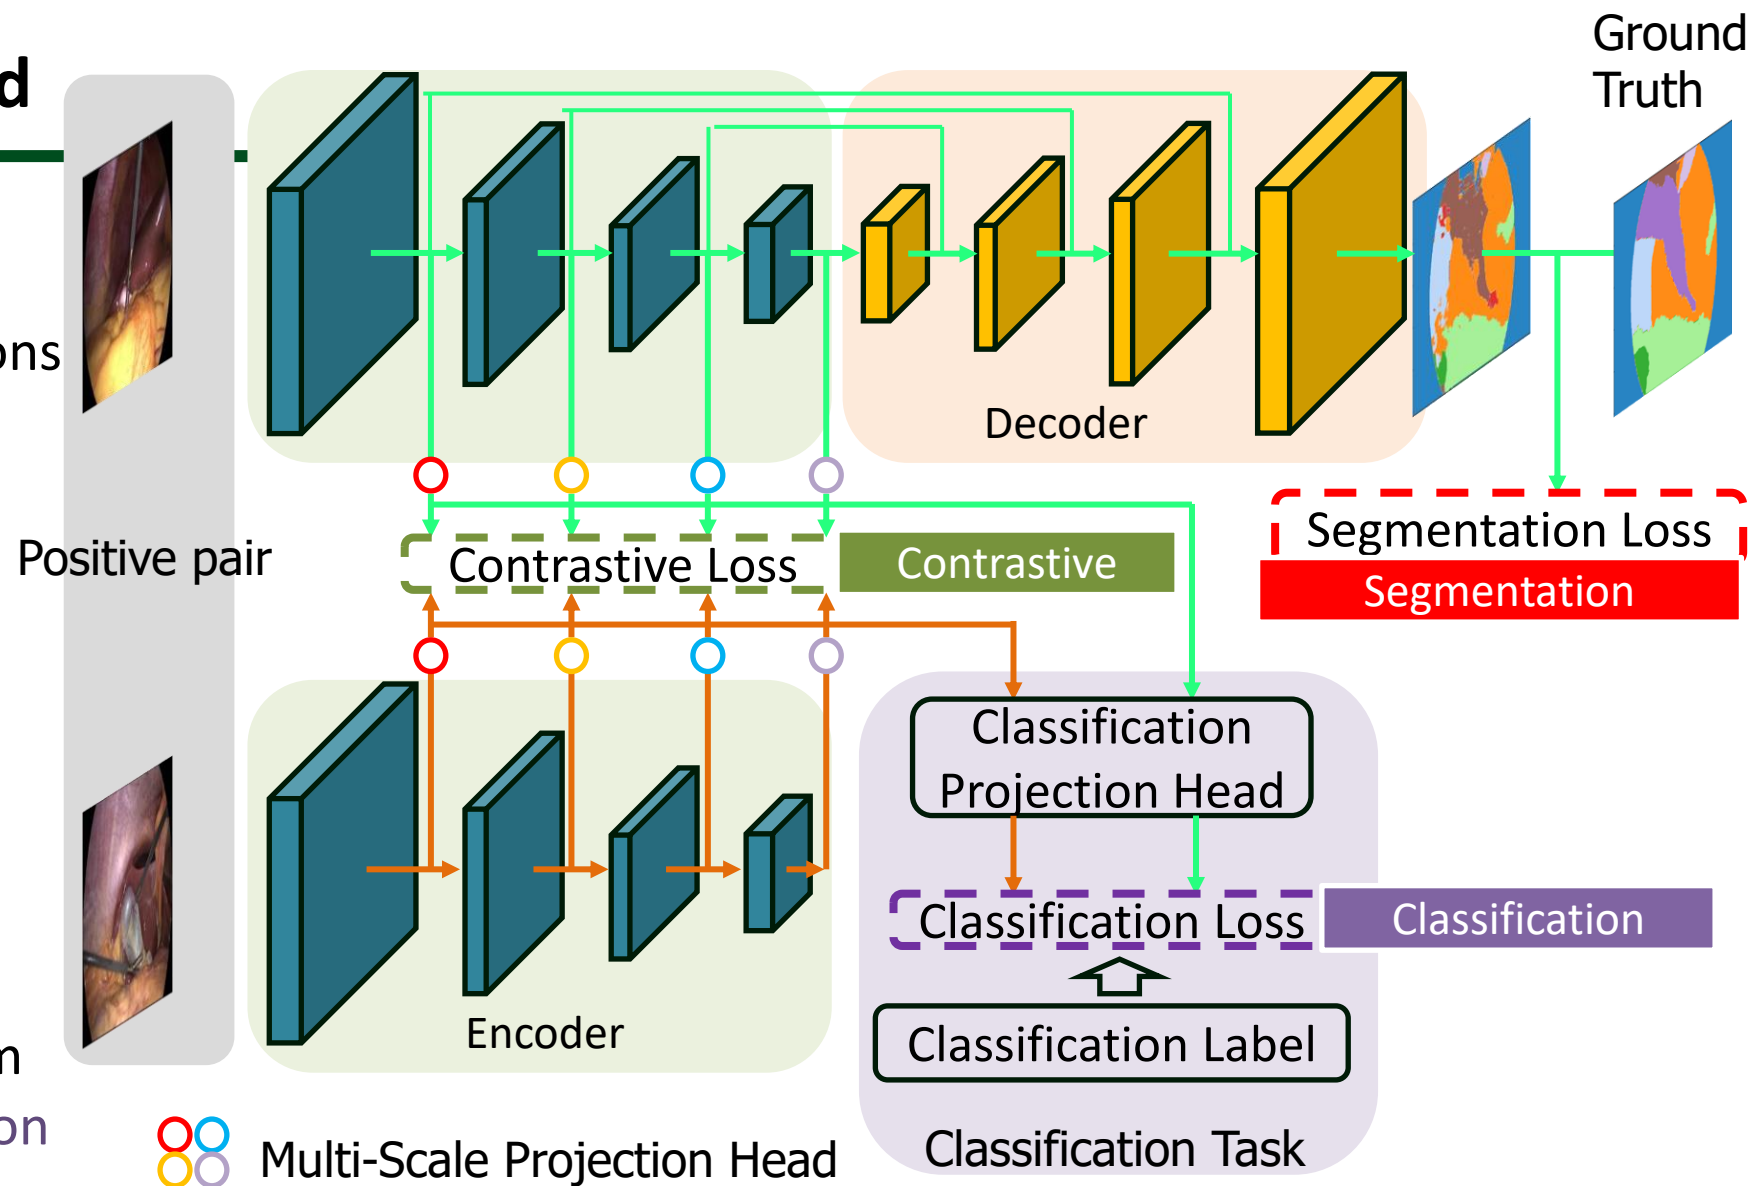 Ground
Truth
d
ons
Decoder
Positive pair
Contrastive Loss
Contrastive
Segmentation Loss
Segmentation
Classification
Projection Head
Classification Loss
Classification
Encoder
Classification Label
m
on
Multi-Scale Projection Head
Classification Task